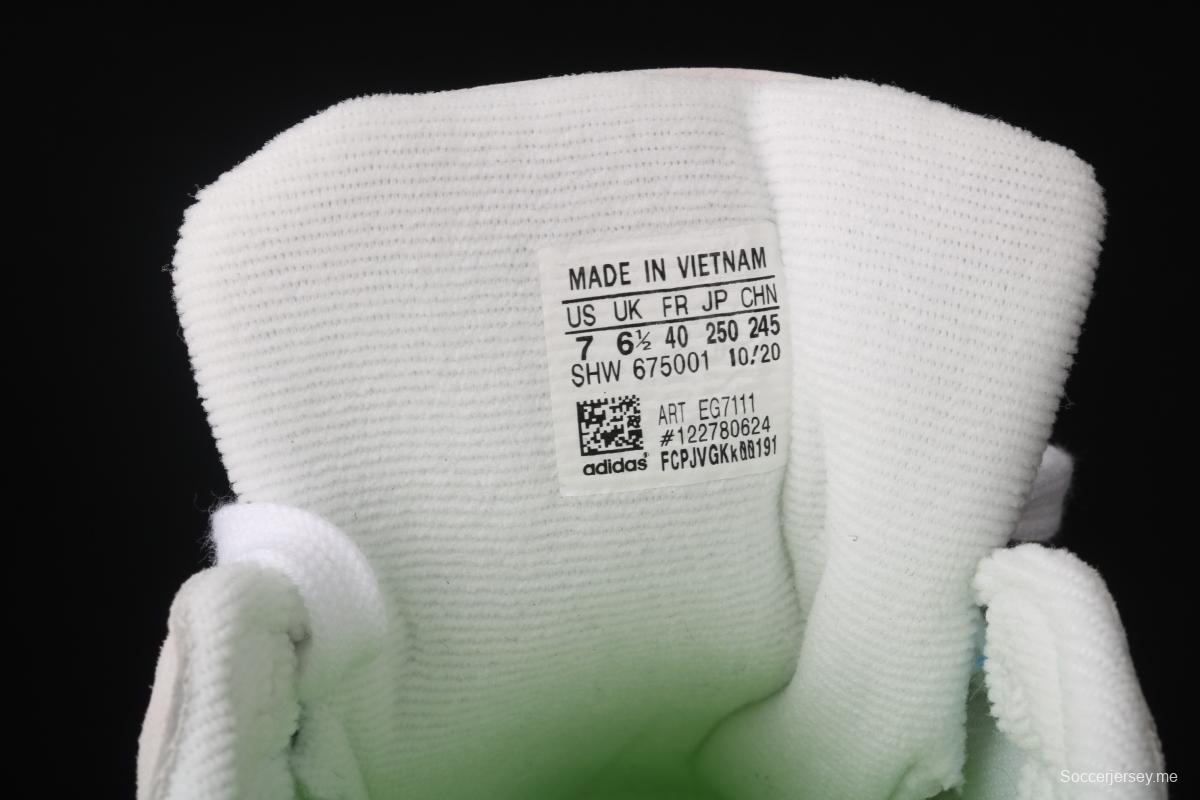 MADE IN VIETNAM
US UK FR JP CHN
7 6½ 40 250 245
SHW 675001 10/20
ART EG7111
#122780624
FCPJVGKk00191
adidas
Soccerjersey.me